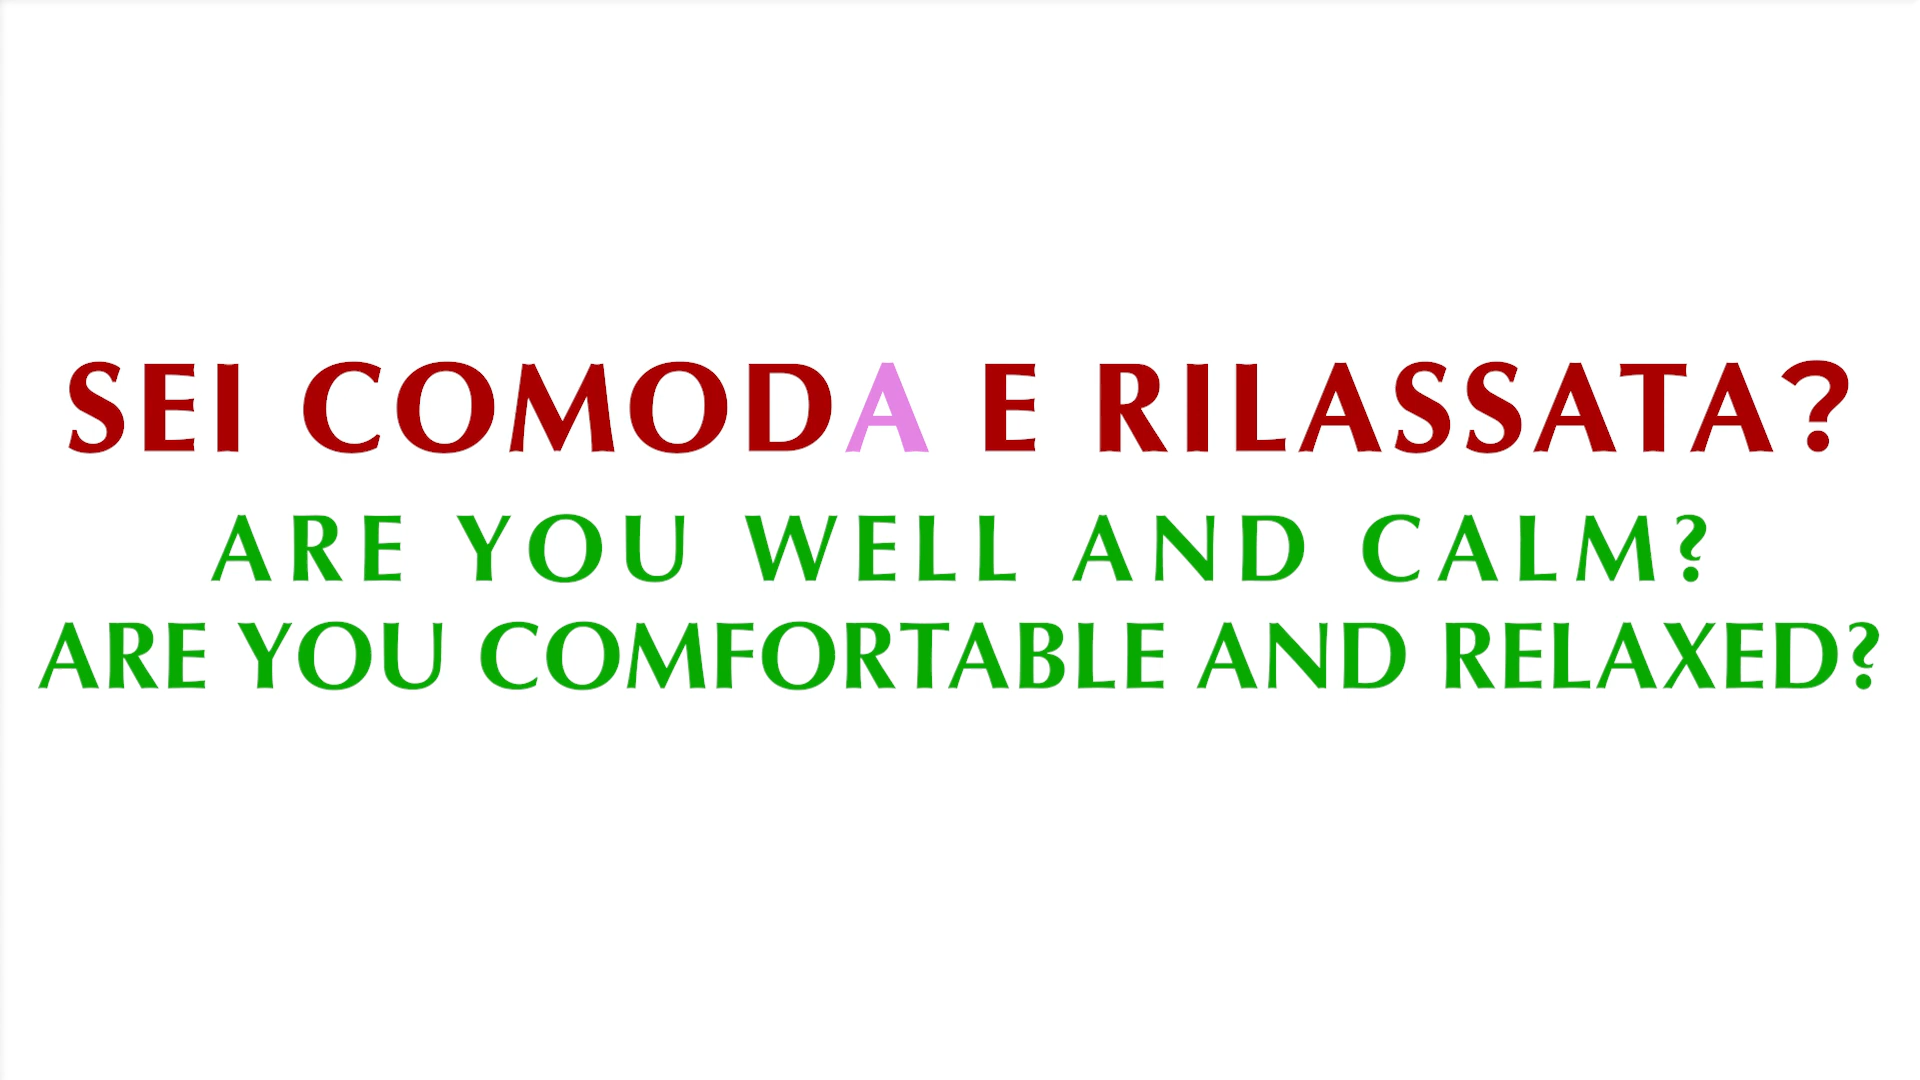 SEI COMODA E RILASSATA?
ARE YOU WELL AND CALM?
ARE YOU COMFORTABLE AND RELAXED?